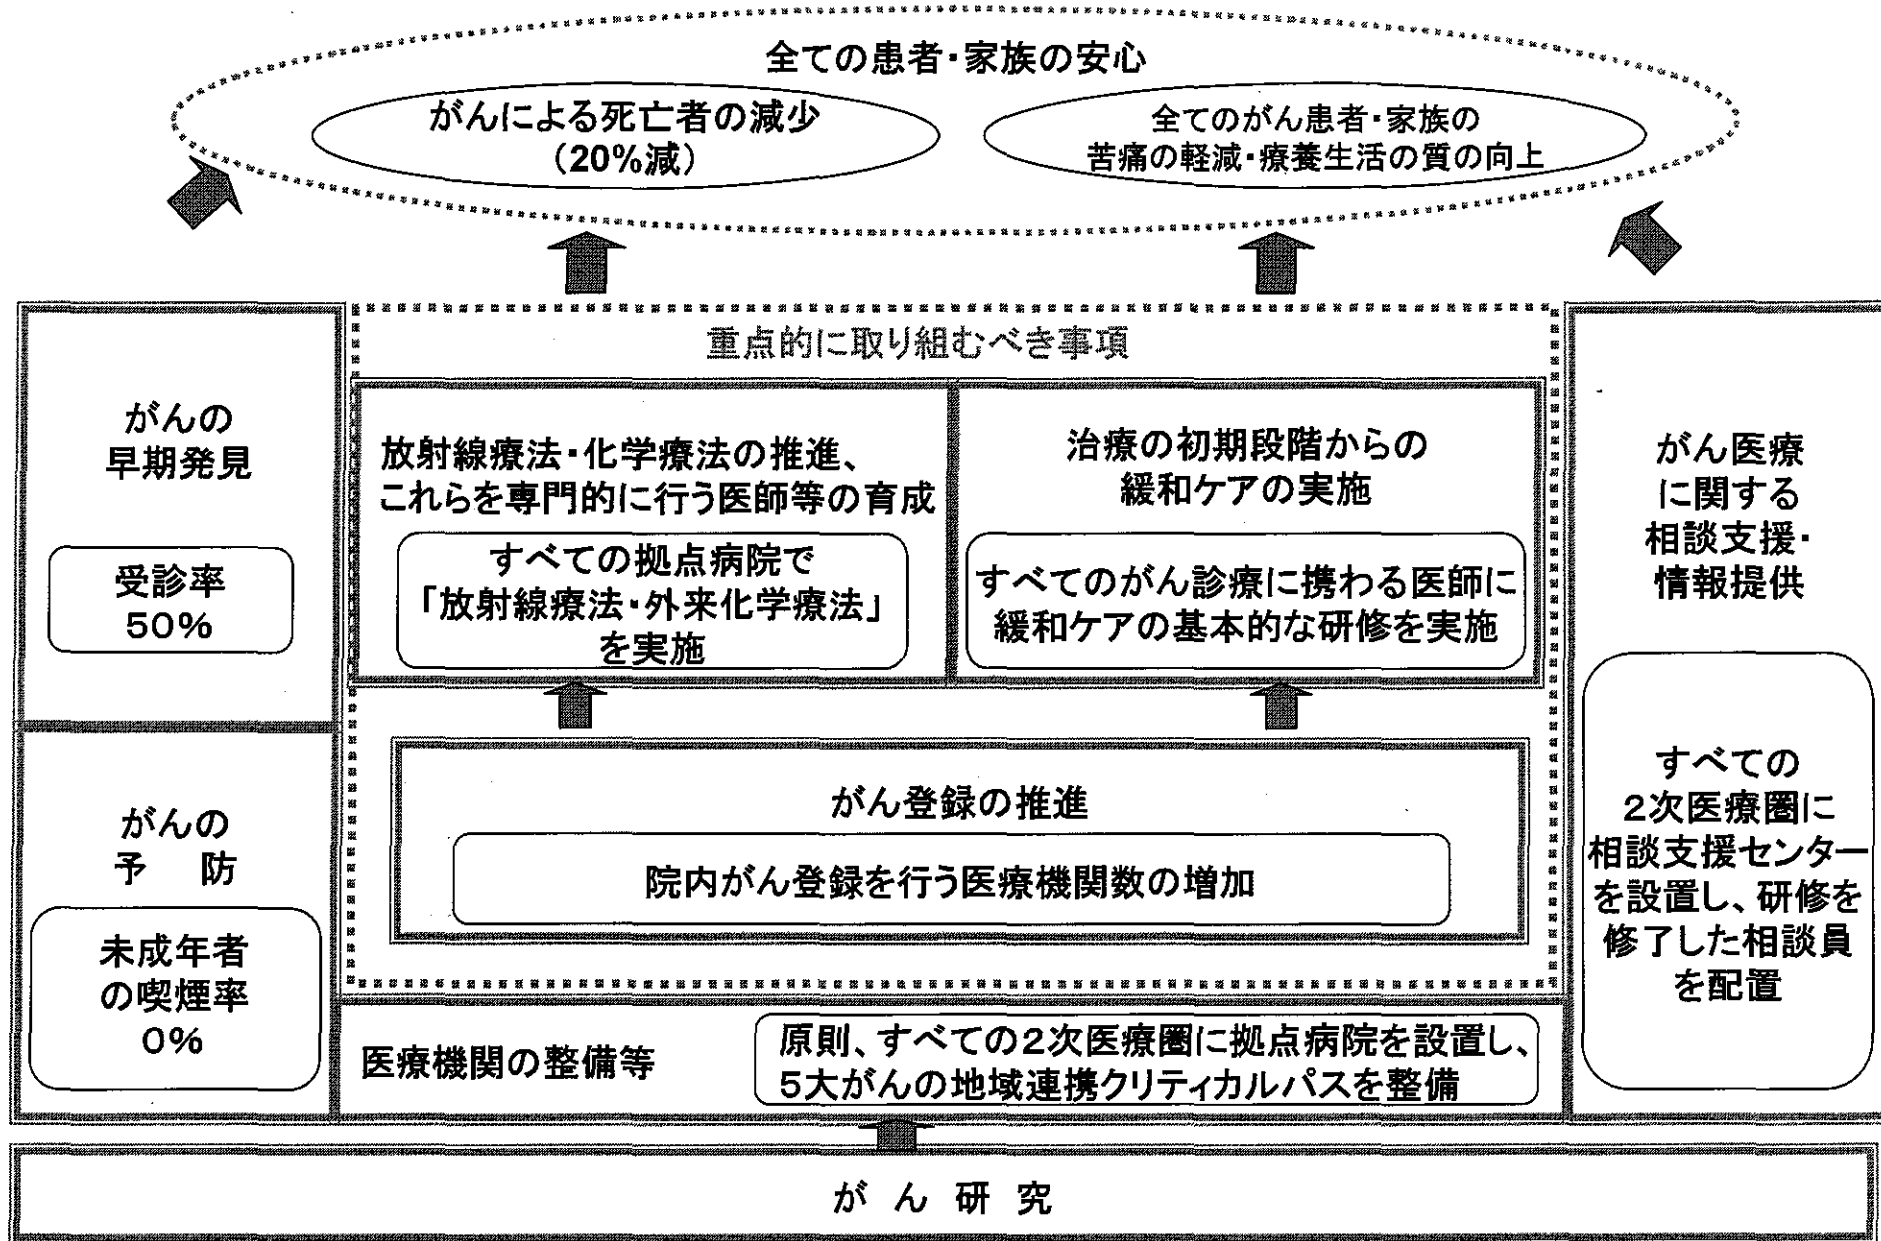 全ての患者・家族の安心
がんによる死亡者の減少
（20%減）
全てのがん患者・家族の
苦痛の軽減・療養生活の質の向上
がんの
早期発見
受診率
50%
がんの
予　防
未成年者
の喫煙率
0%
重点的に取り組むべき事項
放射線療法・化学療法の推進、
これらを専門的に行う医師等の育成
すべての拠点病院で
「放射線療法・外来化学療法」
を実施
治療の初期段階からの
緩和ケアの実施
すべてのがん診療に携わる医師に
緩和ケアの基本的な研修を実施
がん登録の推進
院内がん登録を行う医療機関数の増加
医療機関の整備等
原則、すべての２次医療圏に拠点病院を設置し、
５大がんの地域連携クリティカルパスを整備
がん医療
に関する
相談支援・
情報提供
すべての
２次医療圏に
相談支援センター
を設置し、研修を
修了した相談員
を配置
が ん 研 究